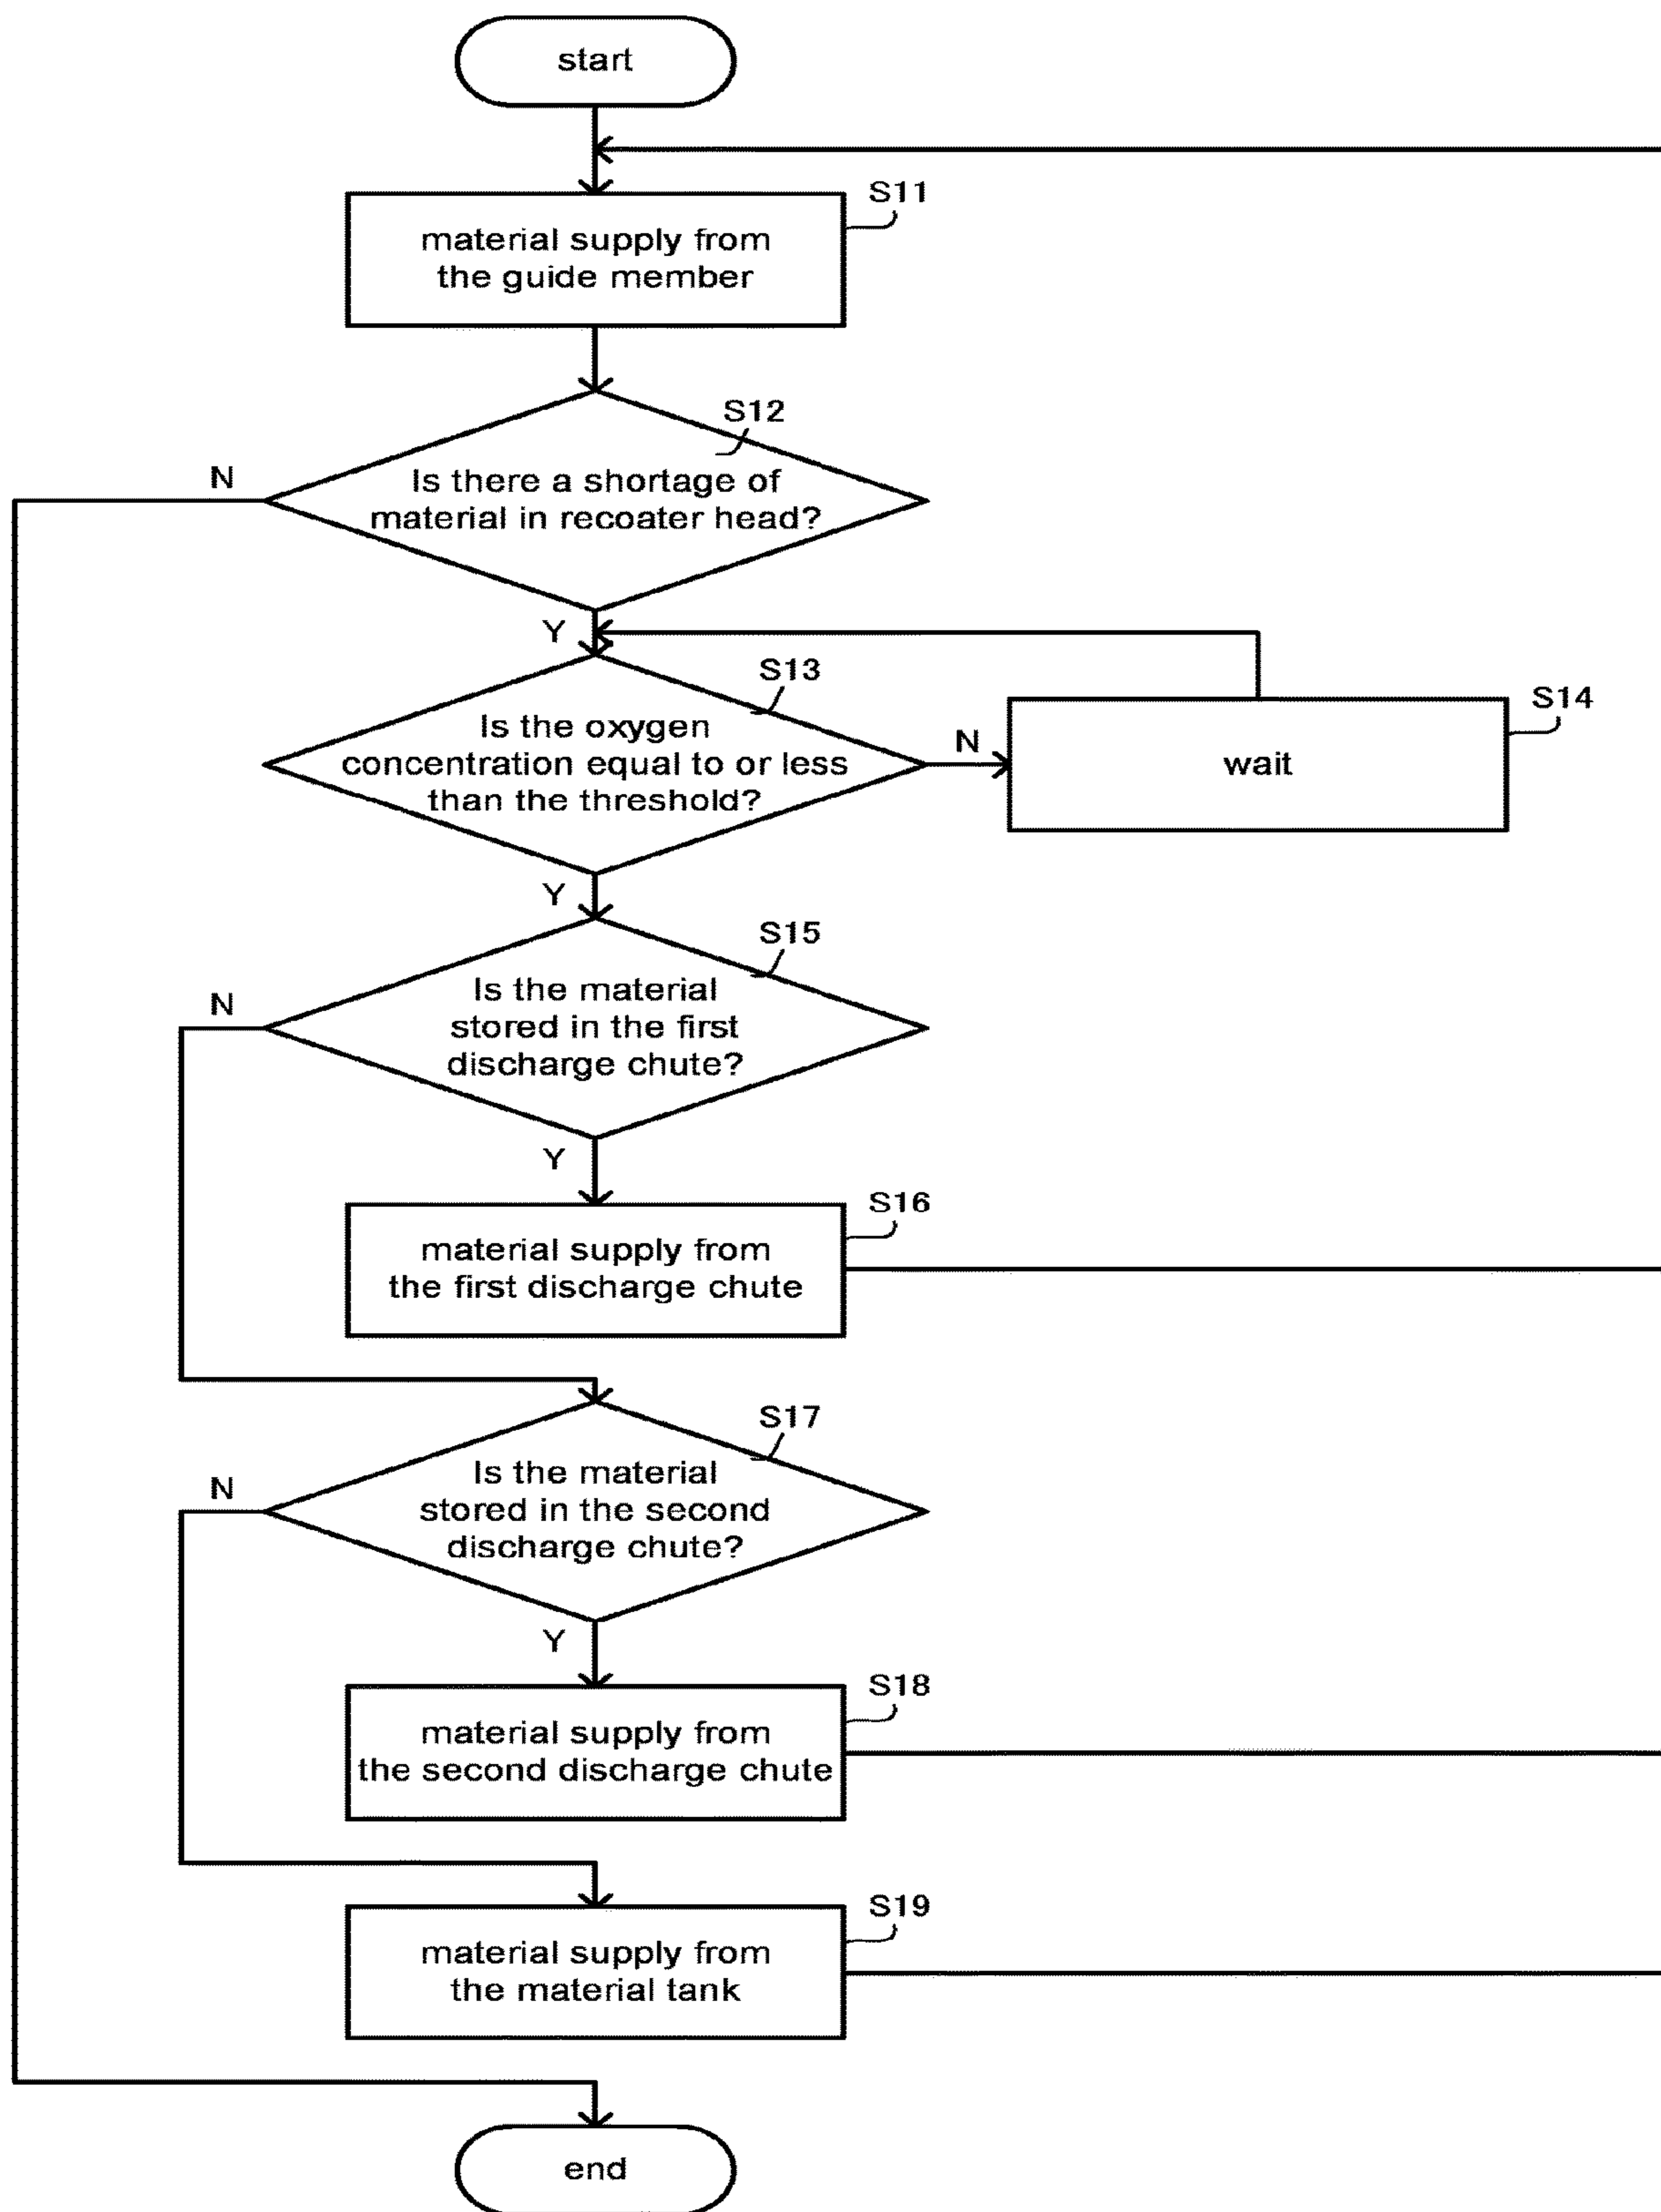 start
S11
material supply from
the guide member
S12
N
Is there a shortage of
material in recoater head?
Y
S13
S14
Is the oxygen
concentration equal to or less
than the threshold?
N
wait
Y
S15
N
Is the material
stored in the first
discharge chute?
Y
S16
material supply from
the first discharge chute
S17
N
Is the material
stored in the second
discharge chute?
Y
S18
material supply from
the second discharge chute
S19
material supply from
the material tank
end